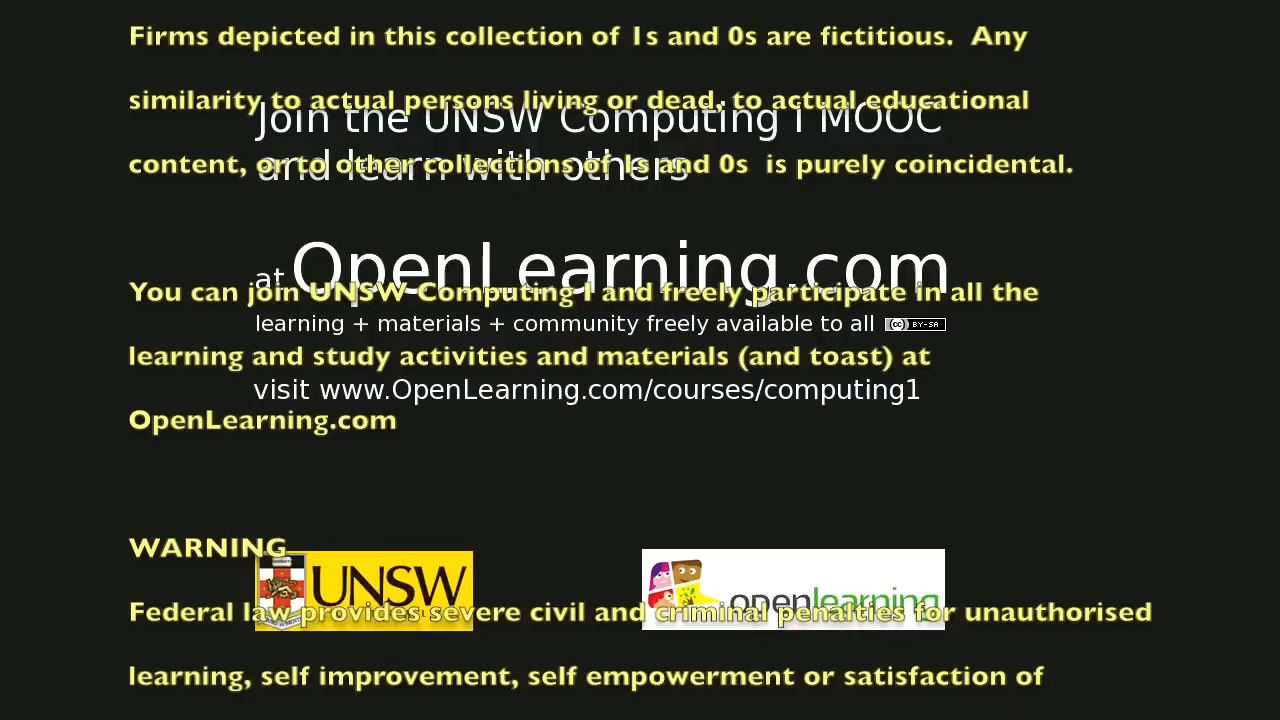 Firms depicted in this collection of 1s and 0s are fictitious. Any
similarity to actual persons living or dead, to actual educational
Join the UNSW Computing 1 MOOC
content, or to other collections of 1s and 0s is purely coincidental.
and learn with others
at OpenLearning.com
You can join UNSW Computing 1 and freely participate in all the
learning + materials + community freely available to all CC BY-SA
learning and study activities and materials (and toast) at
visit www.OpenLearning.com/courses/computing1
OpenLearning.com
WARNING
UNSW
openlearning
Federal law provides severe civil and criminal penalties for unauthorised
learning, self improvement, self empowerment or satisfaction of